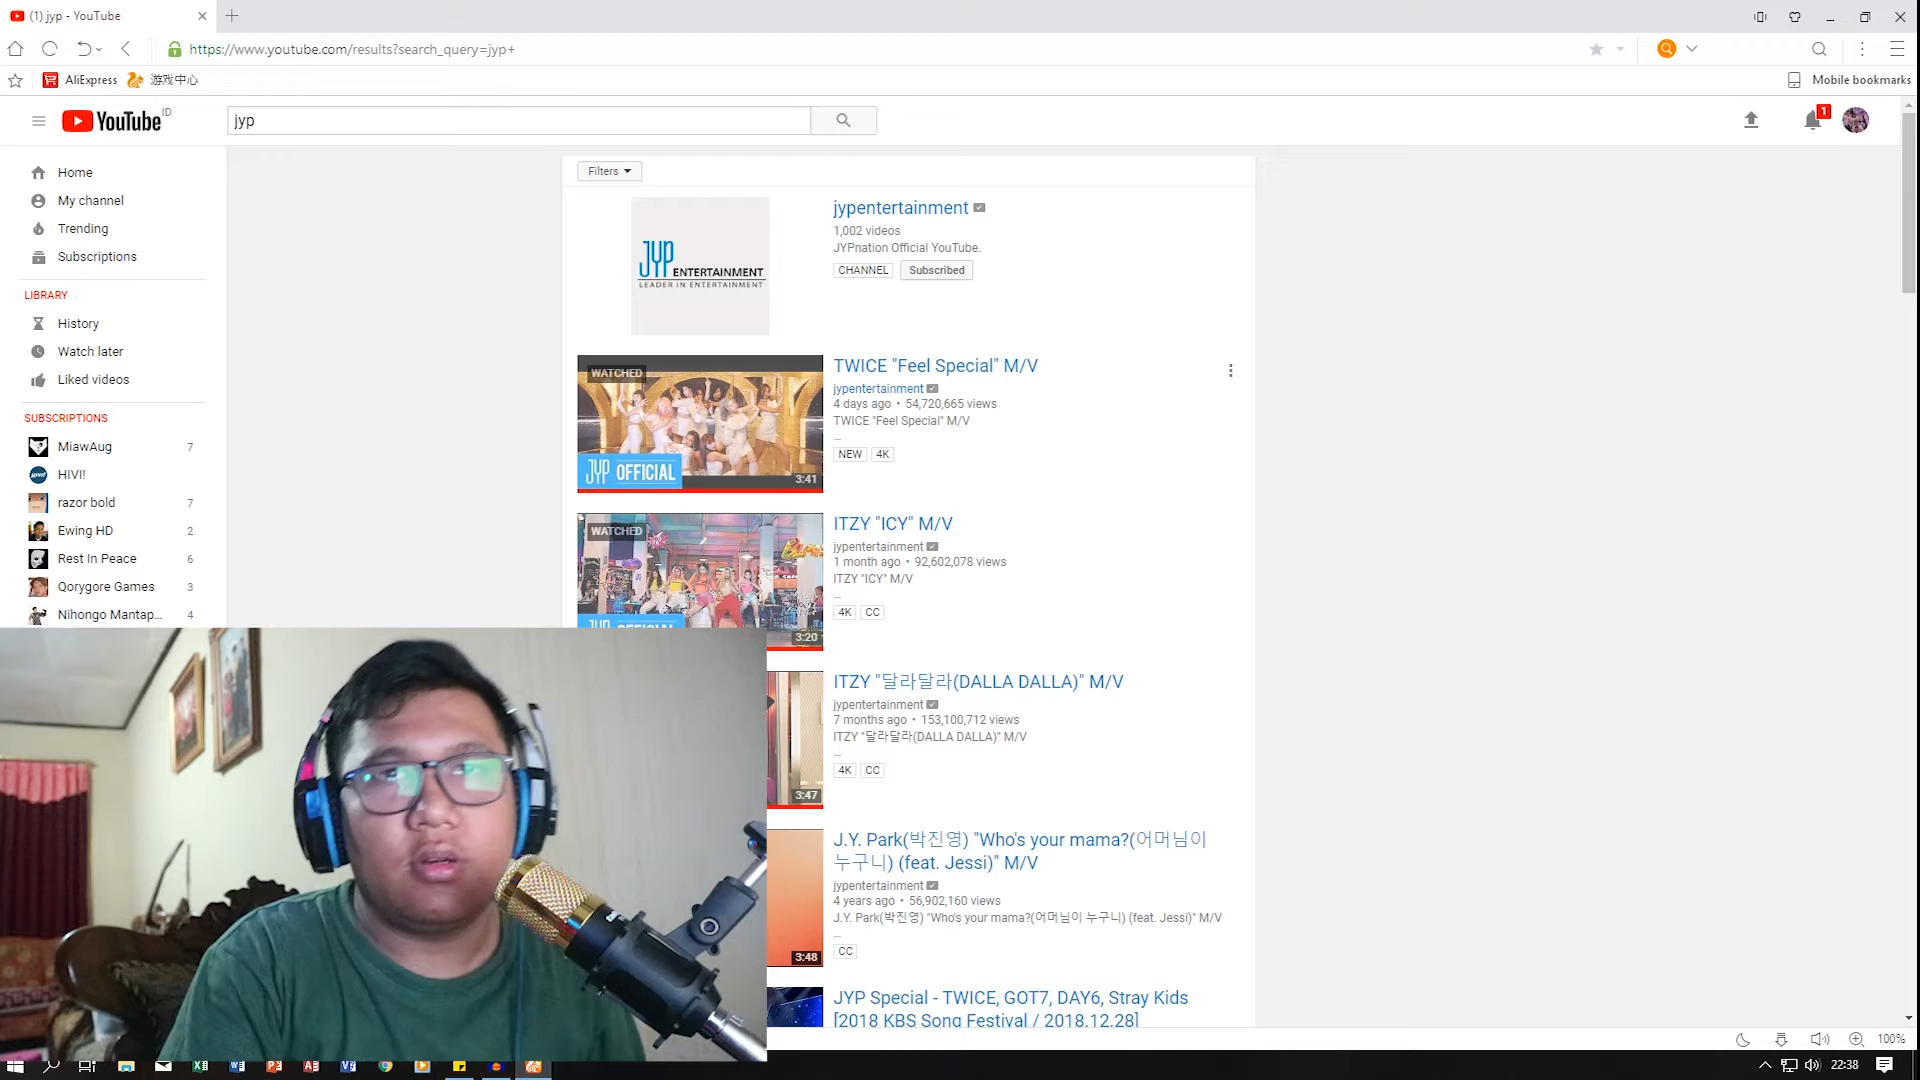 (1) jyp - YouTube
https://www.youtube.com/results?search_query=jyp+
AliExpress
游戏中心
Mobile bookmarks
YouTube ID
jyp
1
Home
My channel
Trending
Subscriptions
LIBRARY
History
Watch later
Liked videos
SUBSCRIPTIONS
MiawAug 7
HIVI!
razor bold 7
Ewing HD 2
Rest In Peace 6
Qorygore Games 3
Nihongo Mantap... 4
Filters
JYP ENTERTAINMENT
LEADER IN ENTERTAINMENT
jypentertainment
1,002 videos
JYPnation Official YouTube.
CHANNEL Subscribed
WATCHED
JYP OFFICIAL
3:41
TWICE "Feel Special" M/V
jypentertainment
4 days ago • 54,720,665 views
TWICE "Feel Special" M/V
...
NEW 4K
WATCHED
JYP OFFICIAL
3:20
ITZY "ICY" M/V
jypentertainment
1 month ago • 92,602,078 views
ITZY "ICY" M/V
...
4K CC
3:47
ITZY "달라달라(DALLA DALLA)" M/V
jypentertainment
7 months ago • 153,100,712 views
ITZY "달라달라(DALLA DALLA)" M/V
...
4K CC
3:48
J.Y. Park(박진영) "Who's your mama?(어머님이
누구니) (feat. Jessi)" M/V
jypentertainment
4 years ago • 56,902,160 views
J.Y. Park(박진영) "Who's your mama?(어머님이 누구니) (feat. Jessi)" M/V
...
CC
JYP Special - TWICE, GOT7, DAY6, Stray Kids
[2018 KBS Song Festival / 2018.12.28]
100%
22:38